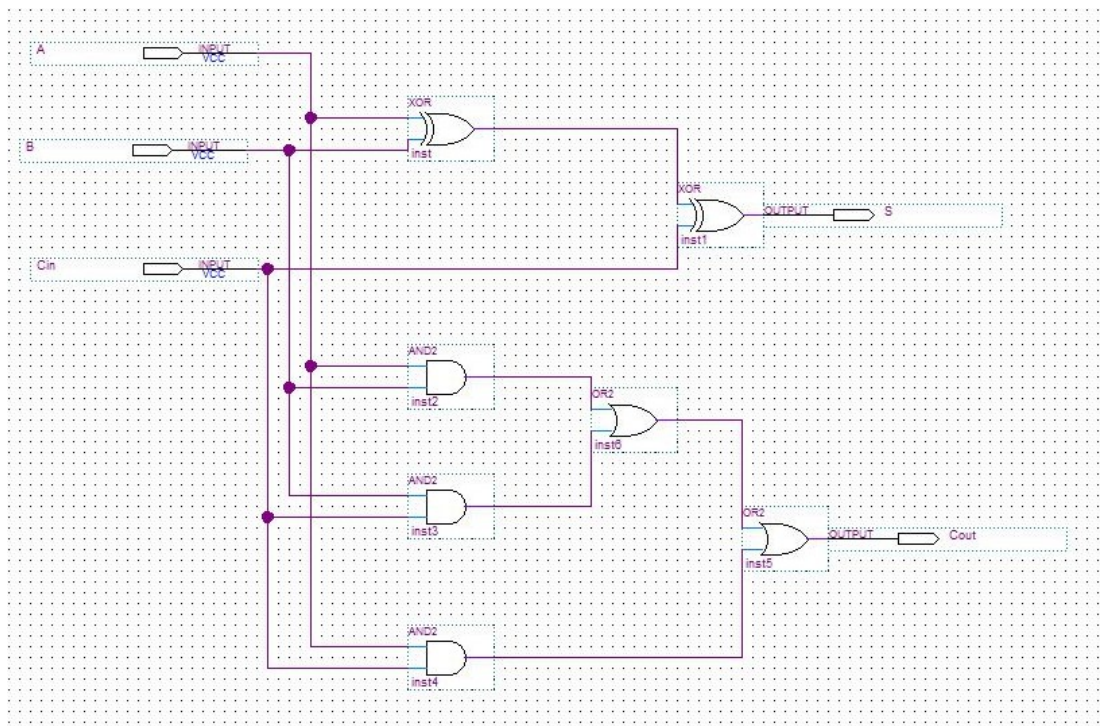 A
INPUT
VCC
XOR
B
INPUT
VCC
inst
XOR
OUTPUT
S
inst1
Cin
INPUT
VCC
AND2
inst2
OR2
inst6
AND2
inst3
OR2
OUTPUT
Cout
inst5
AND2
inst4